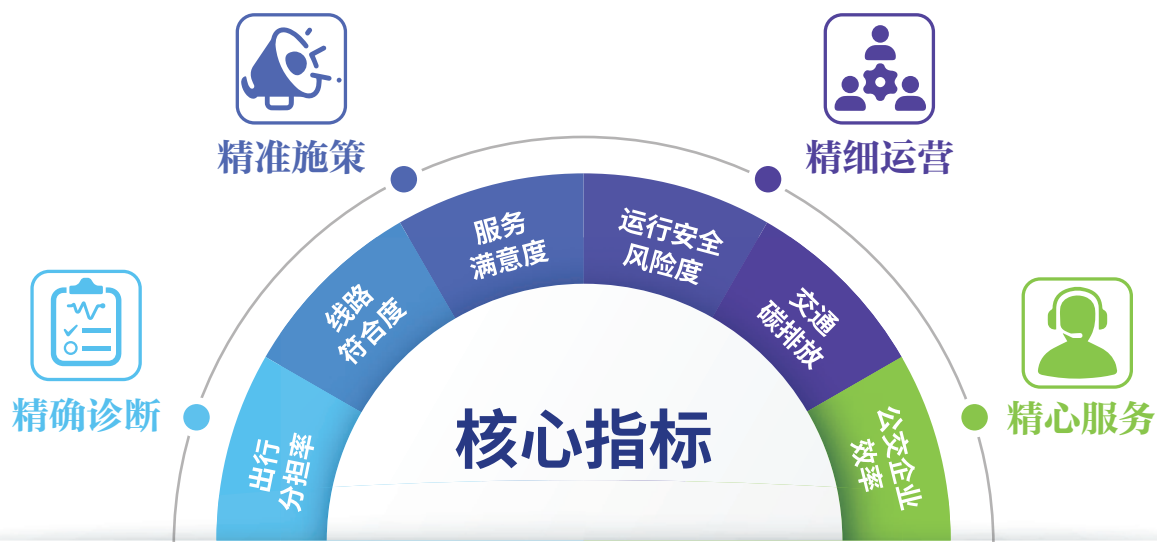 精准施策
精细运营
精确诊断
精心服务
出行
分担率
线路
符合度
服务
满意度
运行安全
风险度
交通
碳排放
公交企业
效率
核心指标